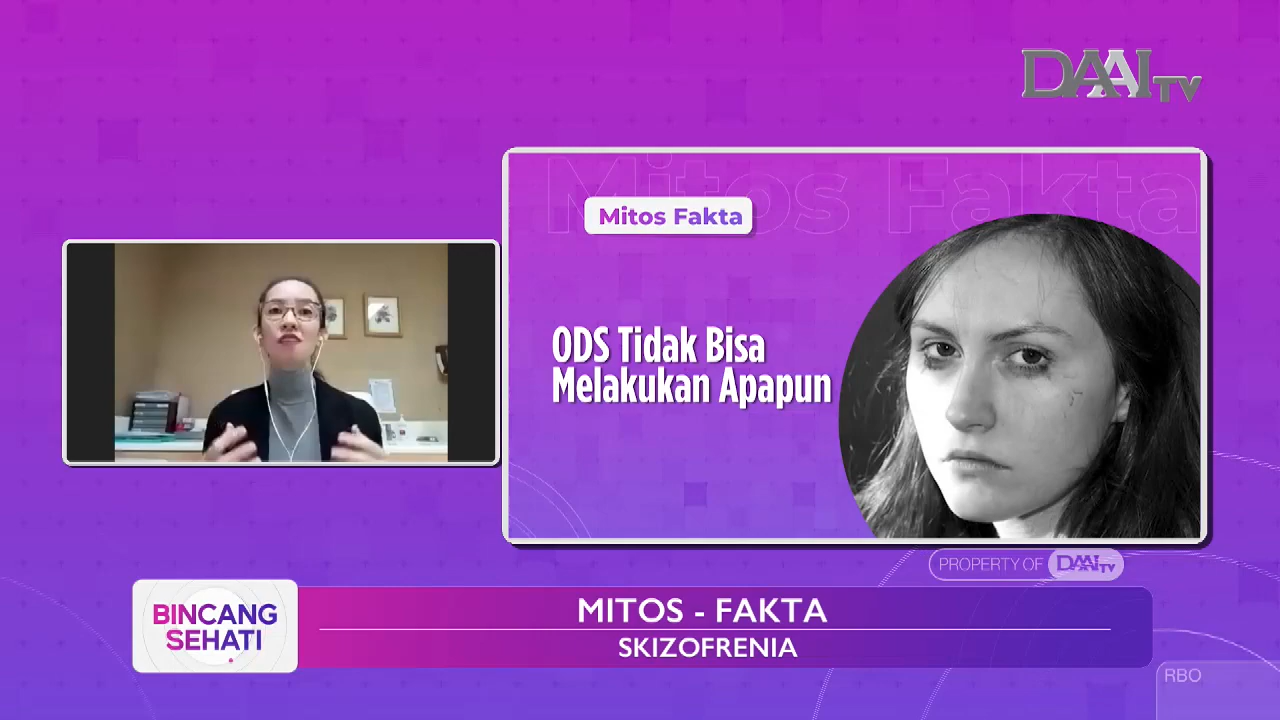 DAAI TV
Mitos Fakta
Mitos Fakta
ODS Tidak Bisa
Melakukan Apapun
PROPERTY OF DAAI TV
BINCANG
SEHATI
MITOS - FAKTA
SKIZOFRENIA
RBO